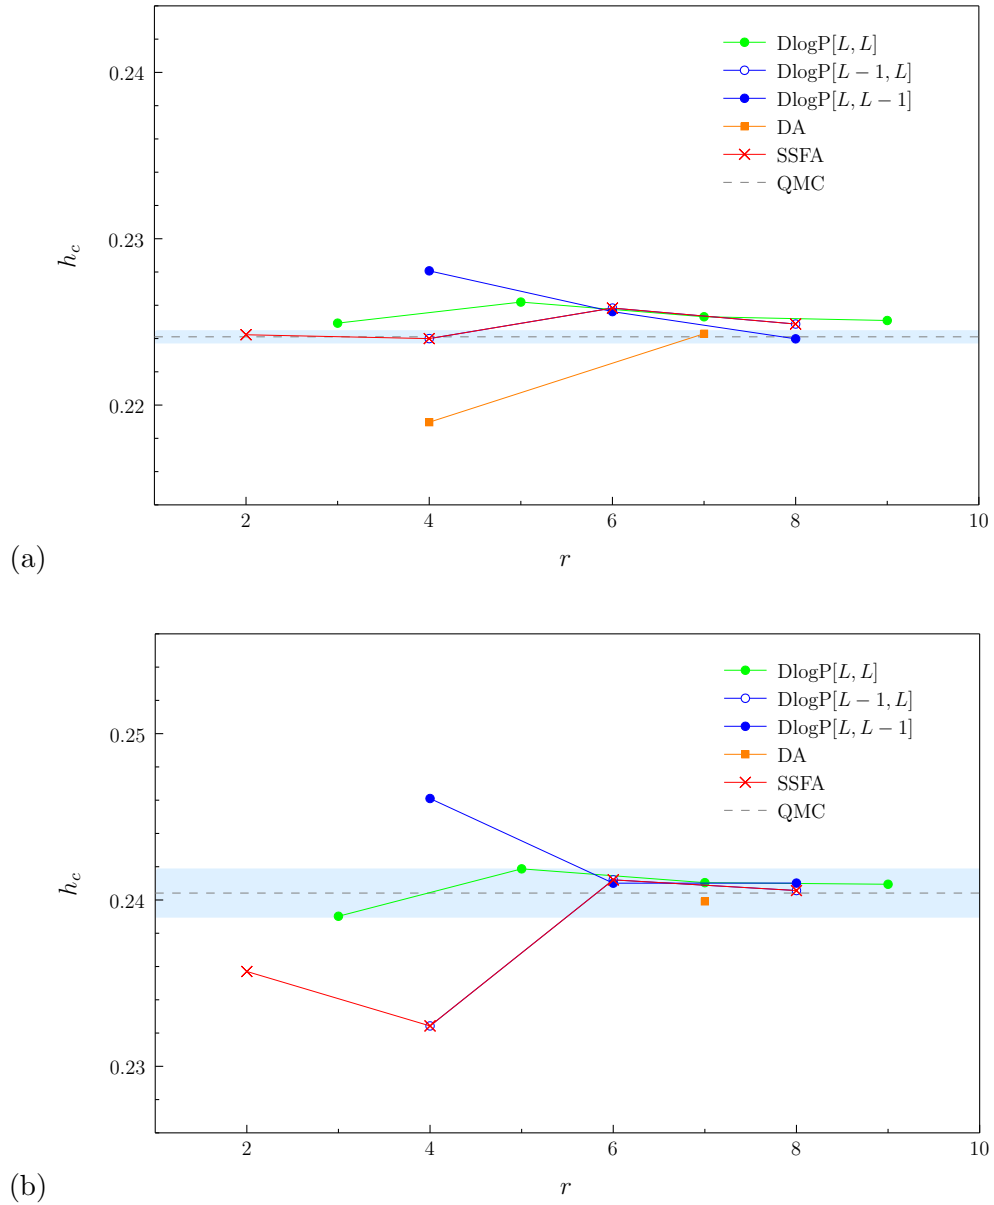 0.24
0.23
0.22
h_c
DlogP[L, L]
DlogP[L − 1, L]
DlogP[L, L − 1]
DA
SSFA
QMC
2 4 6 8 10
r
(a)
0.25
0.24
0.23
h_c
DlogP[L, L]
DlogP[L − 1, L]
DlogP[L, L − 1]
DA
SSFA
QMC
2 4 6 8 10
r
(b)